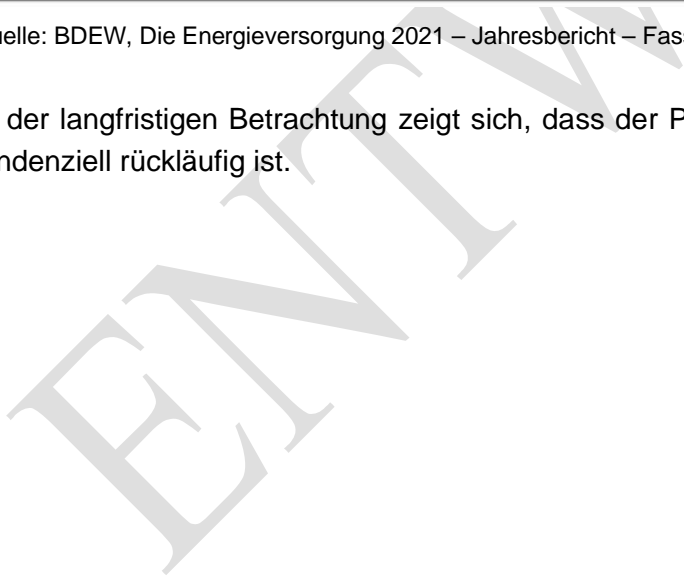 uelle: BDEW, Die Energieversorgung 2021 – Jahresbericht – Fas
der langfristigen Betrachtung zeigt sich, dass der P
ndenziell rückläufig ist.
ENTW